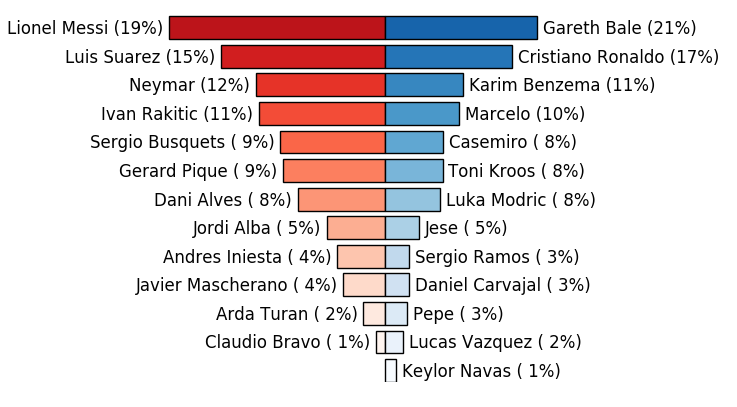 Lionel Messi (19%) Gareth Bale (21%)
Luis Suarez (15%) Cristiano Ronaldo (17%)
Neymar (12%) Karim Benzema (11%)
Ivan Rakitic (11%) Marcelo (10%)
Sergio Busquets ( 9%) Casemiro ( 8%)
Gerard Pique ( 9%) Toni Kroos ( 8%)
Dani Alves ( 8%) Luka Modric ( 8%)
Jordi Alba ( 5%) Jese ( 5%)
Andres Iniesta ( 4%) Sergio Ramos ( 3%)
Javier Mascherano ( 4%) Daniel Carvajal ( 3%)
Arda Turan ( 2%) Pepe ( 3%)
Claudio Bravo ( 1%) Lucas Vazquez ( 2%)
Keylor Navas ( 1%)